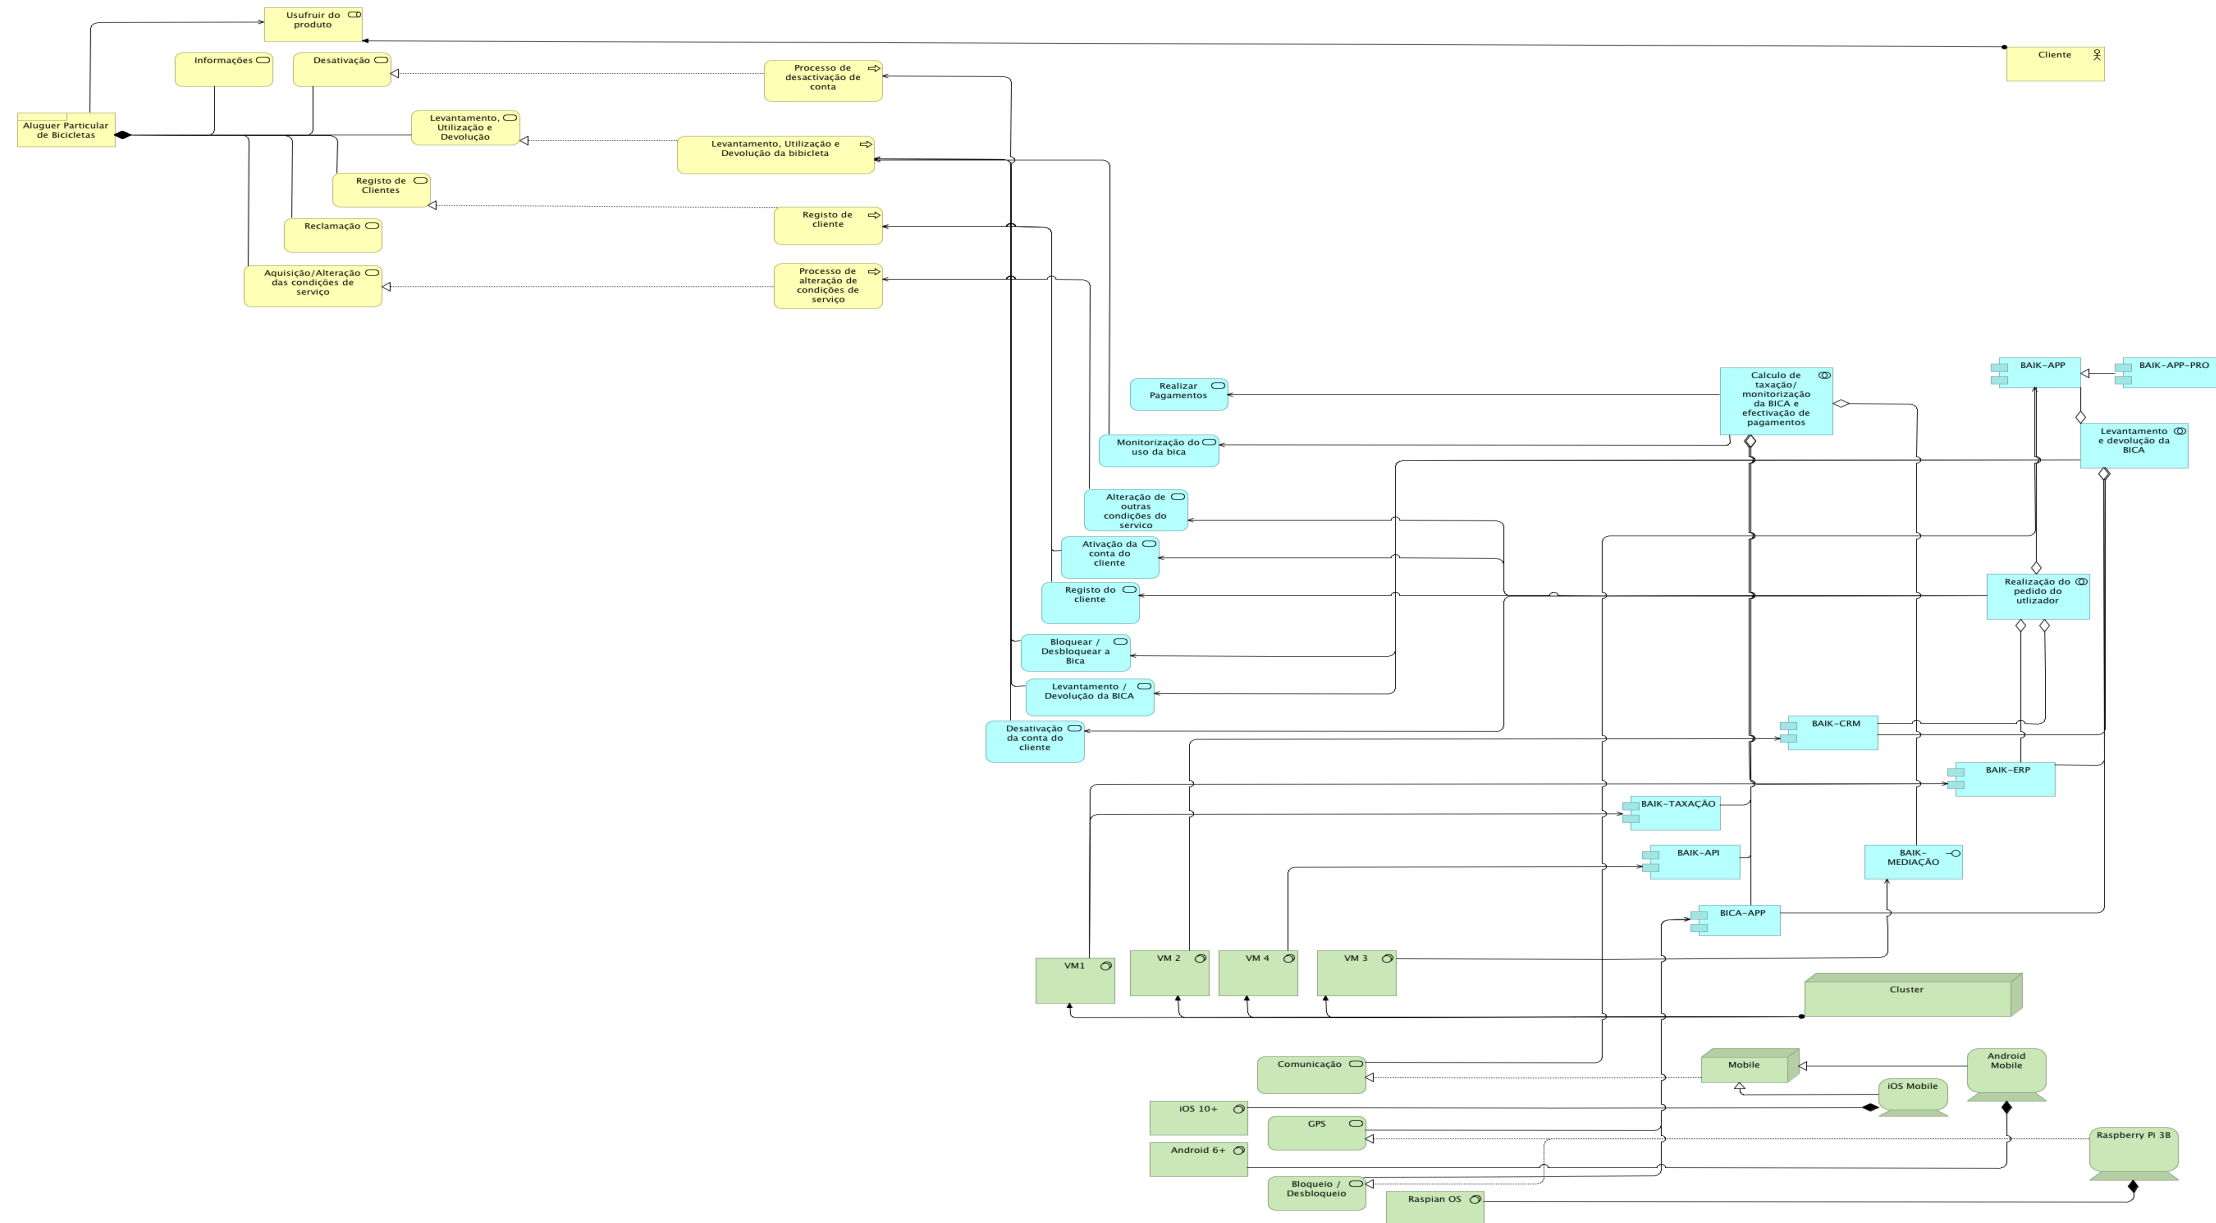 Usufruir do
produto
Cliente
Informações
Desativação
Processo de
desactivação de
conta
Aluguer Particular
de Bicicletas
Levantamento,
Utilização e
Devolução
Levantamento, Utilização e
Devolução da bibicleta
Registo de
Clientes
Registo de
cliente
Reclamação
Aquisição/Alteração
das condições de
serviço
Processo de
alteração de
condições de
serviço
Realizar
Pagamentos
Calculo de
taxação/
monitorização
da BICA e
efectivação de
pagamentos
BAIK-APP
BAIK-APP-PRO
Monitorização do
uso da bica
Levantamento
e devolução da
BICA
Alteração de
outras
condições do
servico
Ativação da
conta do
cliente
Registo do
cliente
Realização do
pedido do
utlizador
Bloquear /
Desbloquear a
Bica
Levantamento /
Devolução da BICA
Desativação
da conta do
cliente
BAIK-CRM
BAIK-ERP
BAIK-TAXAÇÃO
BAIK-API
BAIK-
MEDIAÇÃO
BICA-APP
VM1
VM 2
VM 4
VM 3
Cluster
Comunicação
Mobile
Android
Mobile
iOS Mobile
iOS 10+
GPS
Android 6+
Raspberry Pi 3B
Bloqueio /
Desbloqueio
Raspian OS